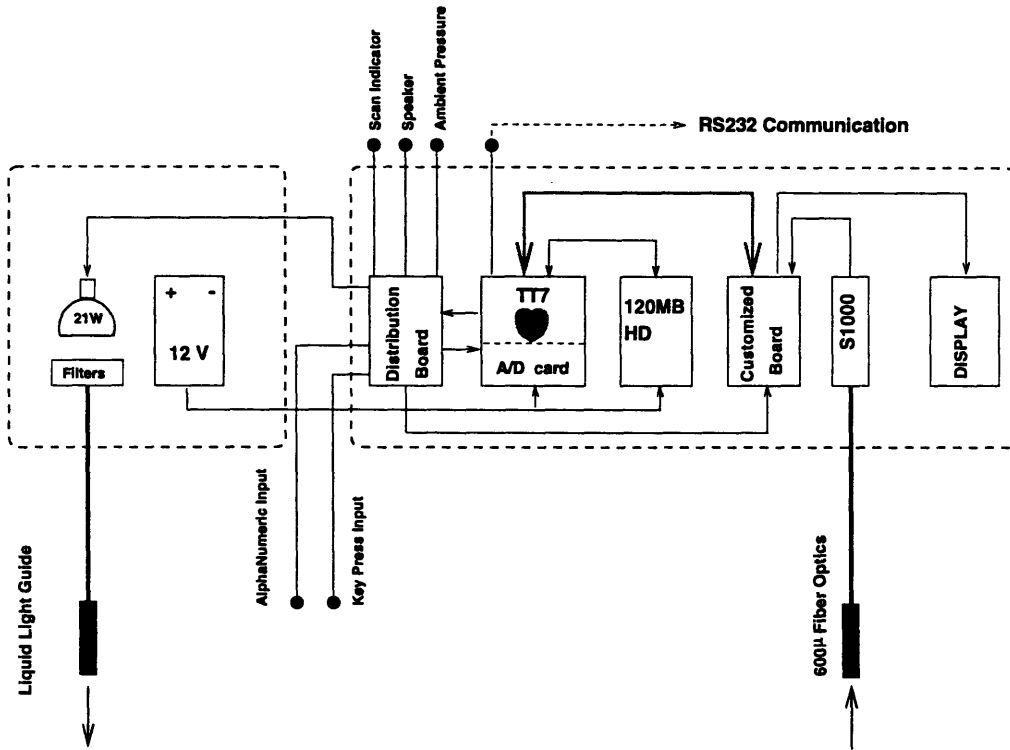 Scan Indicator
Speaker
Ambient Pressure
RS232 Communication
21W
+ -
12 V
Filters
Distribution
Board
TT7
A/D card
120MB
HD
Customized
Board
S1000
DISPLAY
AlphaNumeric Input
Key Press Input
Liquid Light Guide
600μ Fiber Optics